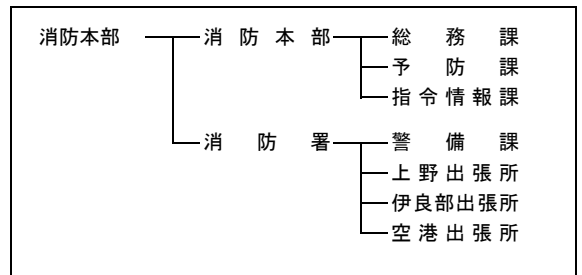 消防本部 消防本部 総務課
予防課
指令情報課
消防署 警備課
上野出張所
伊良部出張所
空港出張所